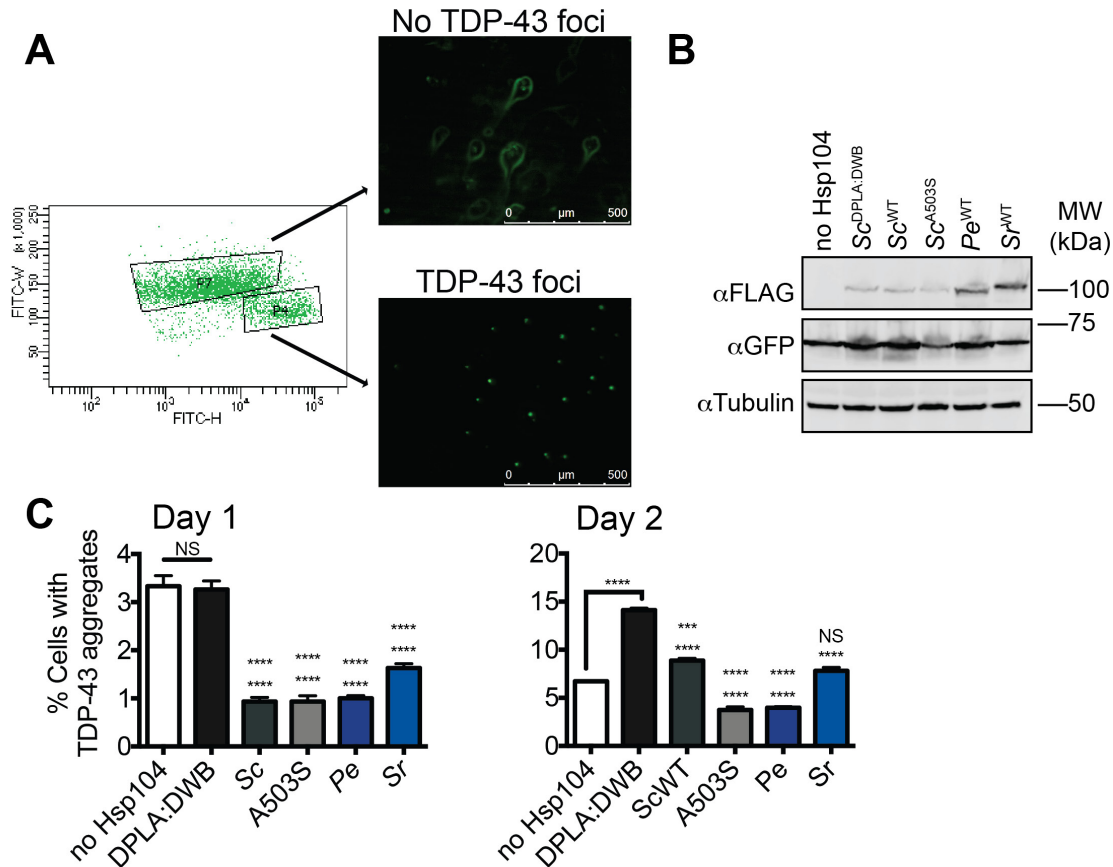 A
No TDP-43 foci
0 µm 500
FITC-W (x 1,000)
250
200
150
100
50
P7
P4
10² 10³ 10⁴ 10⁵
FITC-H
TDP-43 foci
0 µm 500
B
no Hsp104
Sc^DPLA:DWB
Sc^WT
Sc^A503S
Pe^WT
Sr^WT
MW
(kDa)
αFLAG
100
75
αGFP
αTubulin
50
C
Day 1
% Cells with
TDP-43 aggregates
4
3
2
1
0
NS
****
****
****
****
****
****
****
****
no Hsp104
DPLA:DWB
Sc
A503S
Pe
Sr
Day 2
20
15
10
5
0
****
***
****
****
****
****
****
NS
****
no Hsp104
DPLA:DWB
ScWT
A503S
Pe
Sr